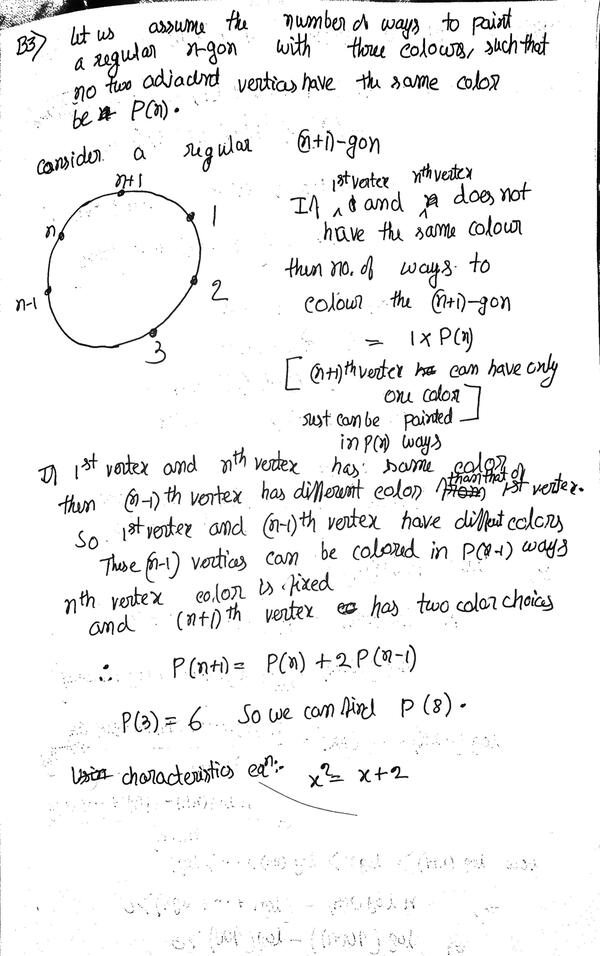 B3) Let us assume the number of ways to paint
a regular n-gon with three colours, such that
no two adjacent vertices have the same color
be P(n).
consider a regular (n+1)-gon
n+1
n
1
n-1
2
3
1st vertex nth vertex
If 1 and n does not
have the same colour
then no. of ways to
colour the (n+1)-gon
= 1 × P(n)
[(n+1)th vertex can have only
one color
rest can be painted]
in P(n) ways
If 1st vertex and nth vertex has same color
then (n-1)th vertex has different color than that of 1st vertex.
So 1st vertex and (n-1)th vertex have diffent colors
These (n-1) vertices can be colored in P(n-1) ways
nth vertex color is fixed
and (n+1)th vertex has two color choices
∴ P(n+1) = P(n) + 2P(n-1)
P(3) = 6 So we can find P(8).
characteristics eqn:- x² = x+2